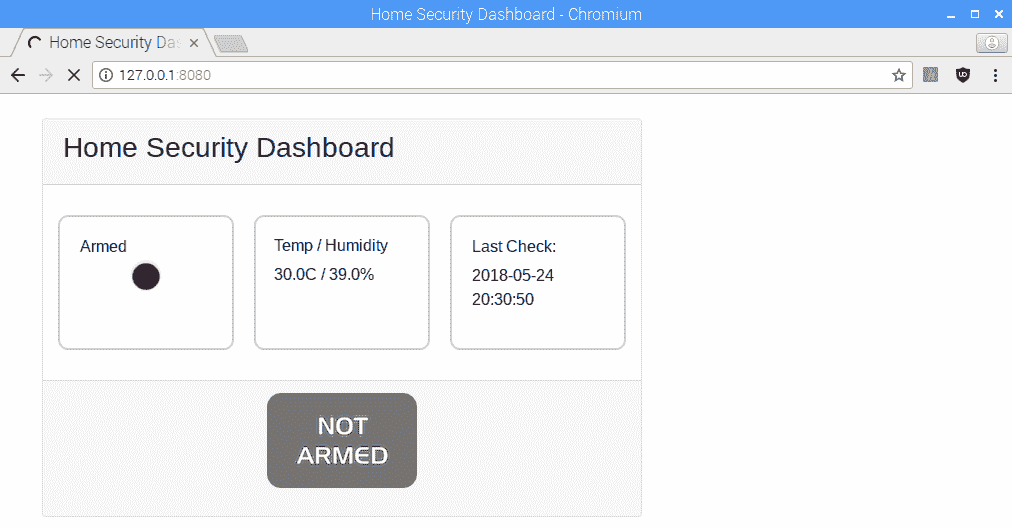 Home Security Dashboard - Chromium
Home Security Da
127.0.0.1:8080
Home Security Dashboard
Armed
Temp / Humidity
30.0C / 39.0%
Last Check:
2018-05-24
20:30:50
NOT
ARMED